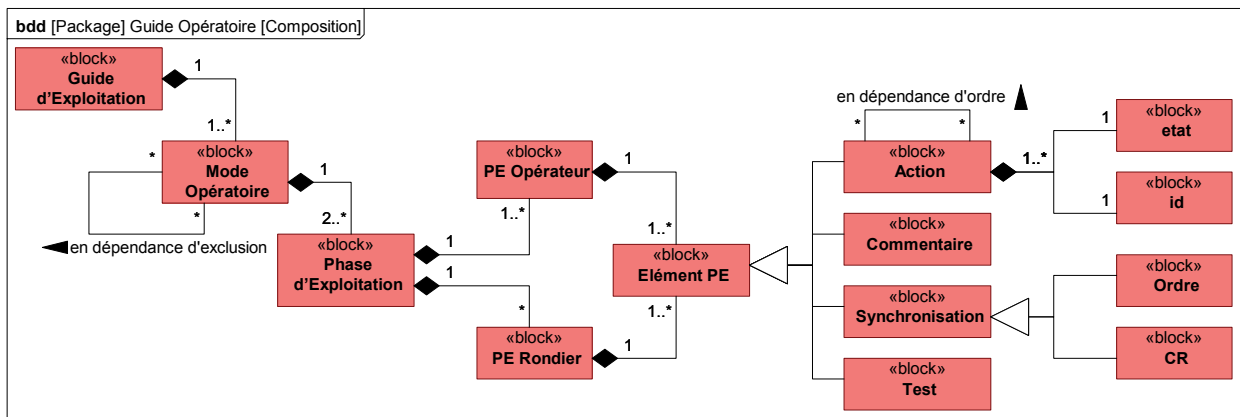 bdd [Package] Guide Opératoire [Composition]
«block»
Guide
d'Exploitation
1
1..*
«block»
Mode
Opératoire
*
*
en dépendance d'exclusion
1
2..*
«block»
Phase
d'Exploitation
1
1..*
1
*
«block»
PE Opérateur
1
1..*
«block»
PE Rondier
1
1..*
«block»
Elément PE
en dépendance d'ordre
*
*
«block»
Action
1..*
1
1
«block»
etat
«block»
id
«block»
Commentaire
«block»
Synchronisation
«block»
Ordre
«block»
CR
«block»
Test